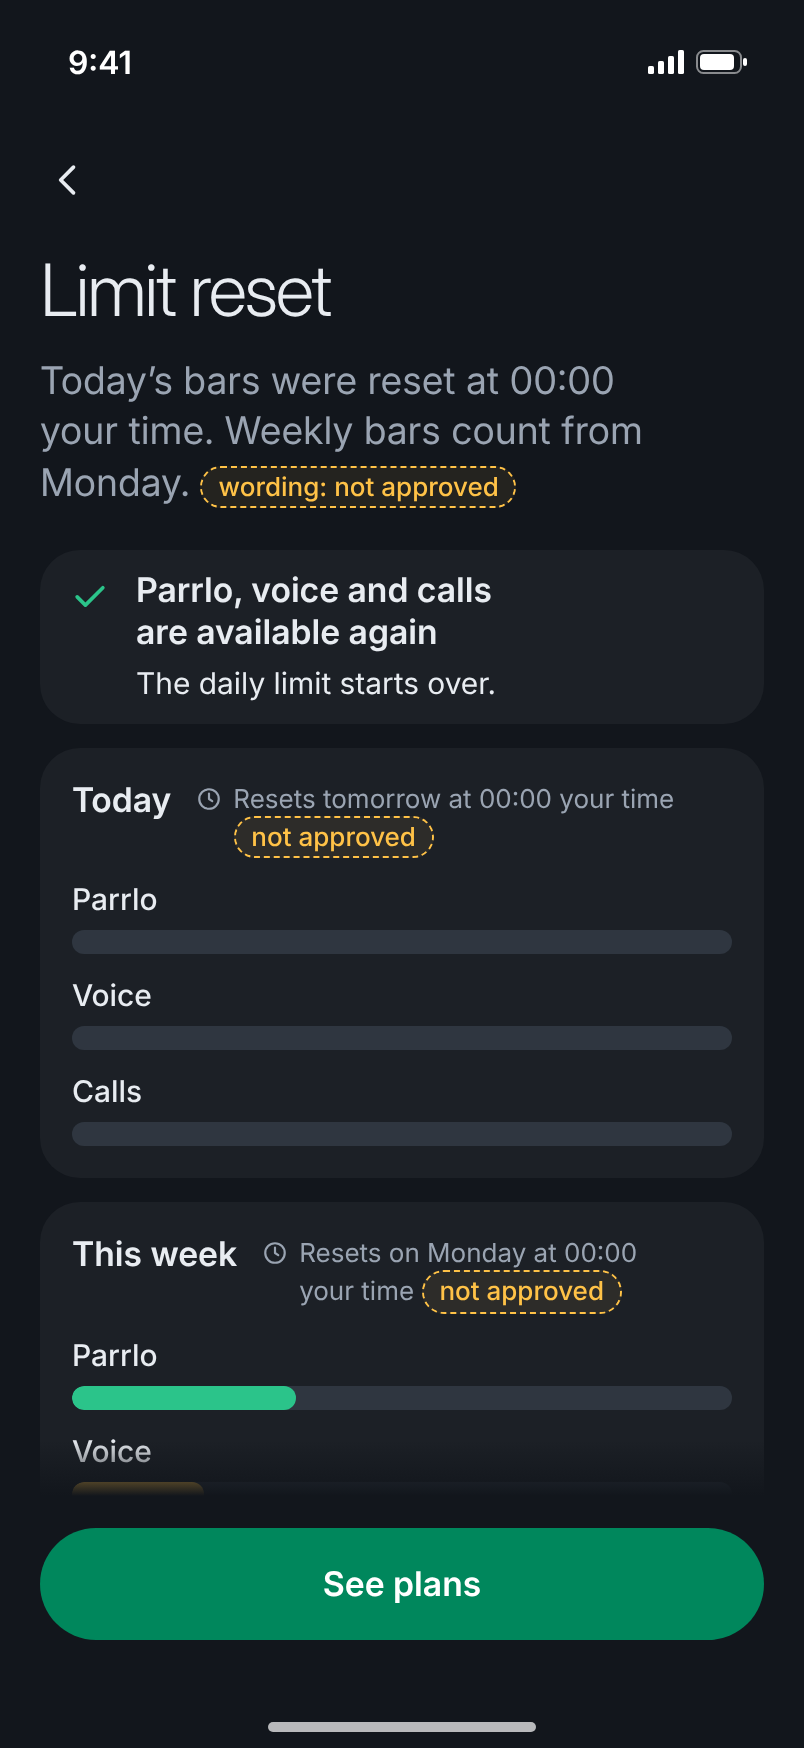 9:41
Limit reset
Today’s bars were reset at 00:00
your time. Weekly bars count from
Monday. wording: not approved
Parrlo, voice and calls
are available again
The daily limit starts over.
Today Resets tomorrow at 00:00 your time
not approved
Parrlo
Voice
Calls
This week Resets on Monday at 00:00
your time not approved
Parrlo
Voice
See plans